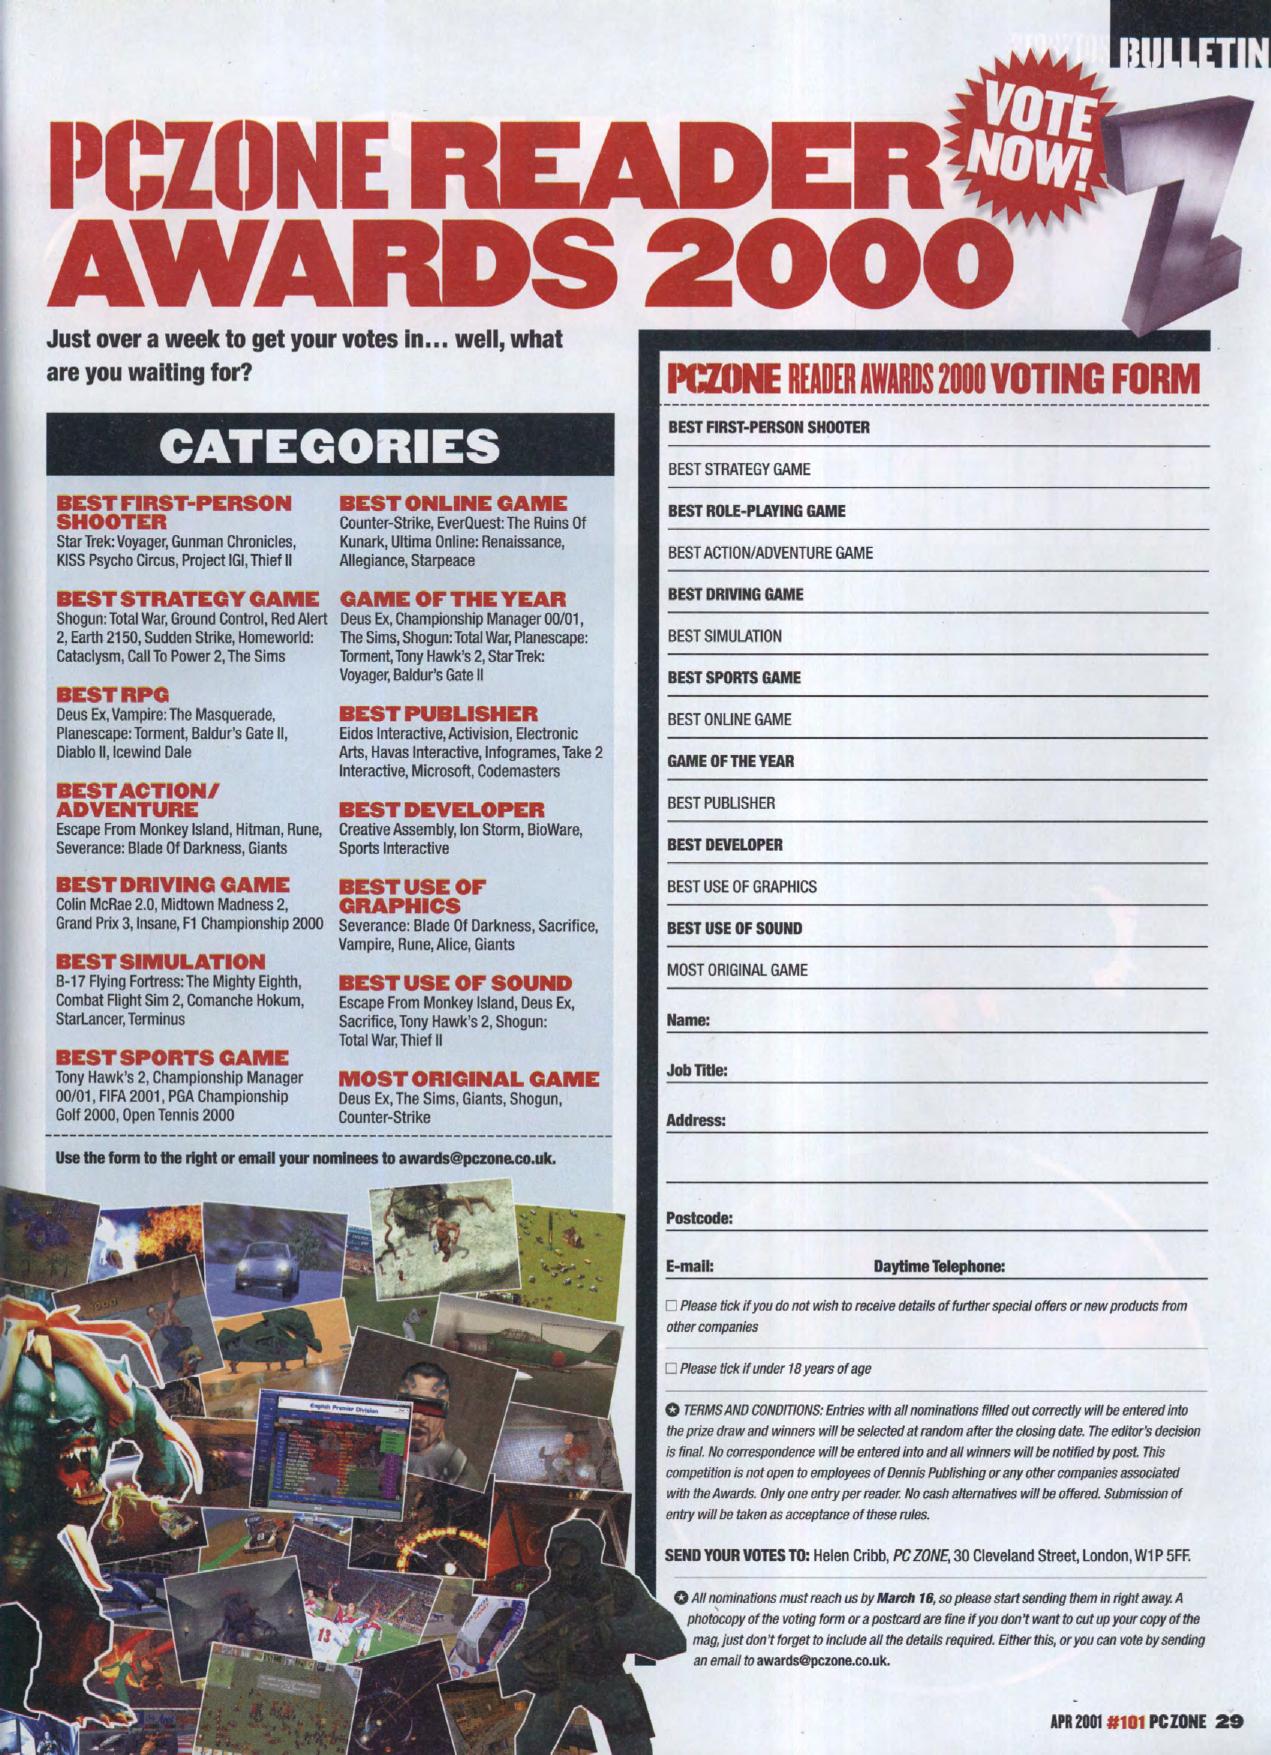 BULLETIN
VOTE
NOW!
PCZONE READER
AWARDS 2000
Just over a week to get your votes in... well, what
are you waiting for?
CATEGORIES
BEST FIRST-PERSON
SHOOTER
Star Trek: Voyager, Gunman Chronicles,
KISS Psycho Circus, Project IGI, Thief II
BEST STRATEGY GAME
Shogun: Total War, Ground Control, Red Alert
2, Earth 2150, Sudden Strike, Homeworld:
Cataclysm, Call To Power 2, The Sims
BEST RPG
Deus Ex, Vampire: The Masquerade,
Planescape: Torment, Baldur's Gate II,
Diablo II, Icewind Dale
BEST ACTION/
ADVENTURE
Escape From Monkey Island, Hitman, Rune,
Severance: Blade Of Darkness, Giants
BEST DRIVING GAME
Colin McRae 2.0, Midtown Madness 2,
Grand Prix 3, Insane, F1 Championship 2000
BEST SIMULATION
B-17 Flying Fortress: The Mighty Eighth,
Combat Flight Sim 2, Comanche Hokum,
StarLancer, Terminus
BEST SPORTS GAME
Tony Hawk's 2, Championship Manager
00/01, FIFA 2001, PGA Championship
Golf 2000, Open Tennis 2000
BEST ONLINE GAME
Counter-Strike, EverQuest: The Ruins Of
Kunark, Ultima Online: Renaissance,
Allegiance, Starpeace
GAME OF THE YEAR
Deus Ex, Championship Manager 00/01,
The Sims, Shogun: Total War, Planescape:
Torment, Tony Hawk's 2, Star Trek:
Voyager, Baldur's Gate II
BEST PUBLISHER
Eidos Interactive, Activision, Electronic
Arts, Havas Interactive, Infogrames, Take 2
Interactive, Microsoft, Codemasters
BEST DEVELOPER
Creative Assembly, Ion Storm, BioWare,
Sports Interactive
BEST USE OF
GRAPHICS
Severance: Blade Of Darkness, Sacrifice,
Vampire, Rune, Alice, Giants
BEST USE OF SOUND
Escape From Monkey Island, Deus Ex,
Sacrifice, Tony Hawk's 2, Shogun:
Total War, Thief II
MOST ORIGINAL GAME
Deus Ex, The Sims, Giants, Shogun,
Counter-Strike
Use the form to the right or email your nominees to awards@pczone.co.uk.
English Premier Division
13
PCZONE READER AWARDS 2000 VOTING FORM
BEST FIRST-PERSON SHOOTER
BEST STRATEGY GAME
BEST ROLE-PLAYING GAME
BEST ACTION/ADVENTURE GAME
BEST DRIVING GAME
BEST SIMULATION
BEST SPORTS GAME
BEST ONLINE GAME
GAME OF THE YEAR
BEST PUBLISHER
BEST DEVELOPER
BEST USE OF GRAPHICS
BEST USE OF SOUND
MOST ORIGINAL GAME
Name:
Job Title:
Address:
Postcode:
E-mail: Daytime Telephone:
Please tick if you do not wish to receive details of further special offers or new products from
other companies
Please tick if under 18 years of age
TERMS AND CONDITIONS: Entries with all nominations filled out correctly will be entered into
the prize draw and winners will be selected at random after the closing date. The editor's decision
is final. No correspondence will be entered into and all winners will be notified by post. This
competition is not open to employees of Dennis Publishing or any other companies associated
with the Awards. Only one entry per reader. No cash alternatives will be offered. Submission of
entry will be taken as acceptance of these rules.
SEND YOUR VOTES TO: Helen Cribb, PC ZONE, 30 Cleveland Street, London, W1P 5FF.
All nominations must reach us by March 16, so please start sending them in right away. A
photocopy of the voting form or a postcard are fine if you don't want to cut up your copy of the
mag, just don't forget to include all the details required. Either this, or you can vote by sending
an email to awards@pczone.co.uk.
APR 2001 #101 PC ZONE 29